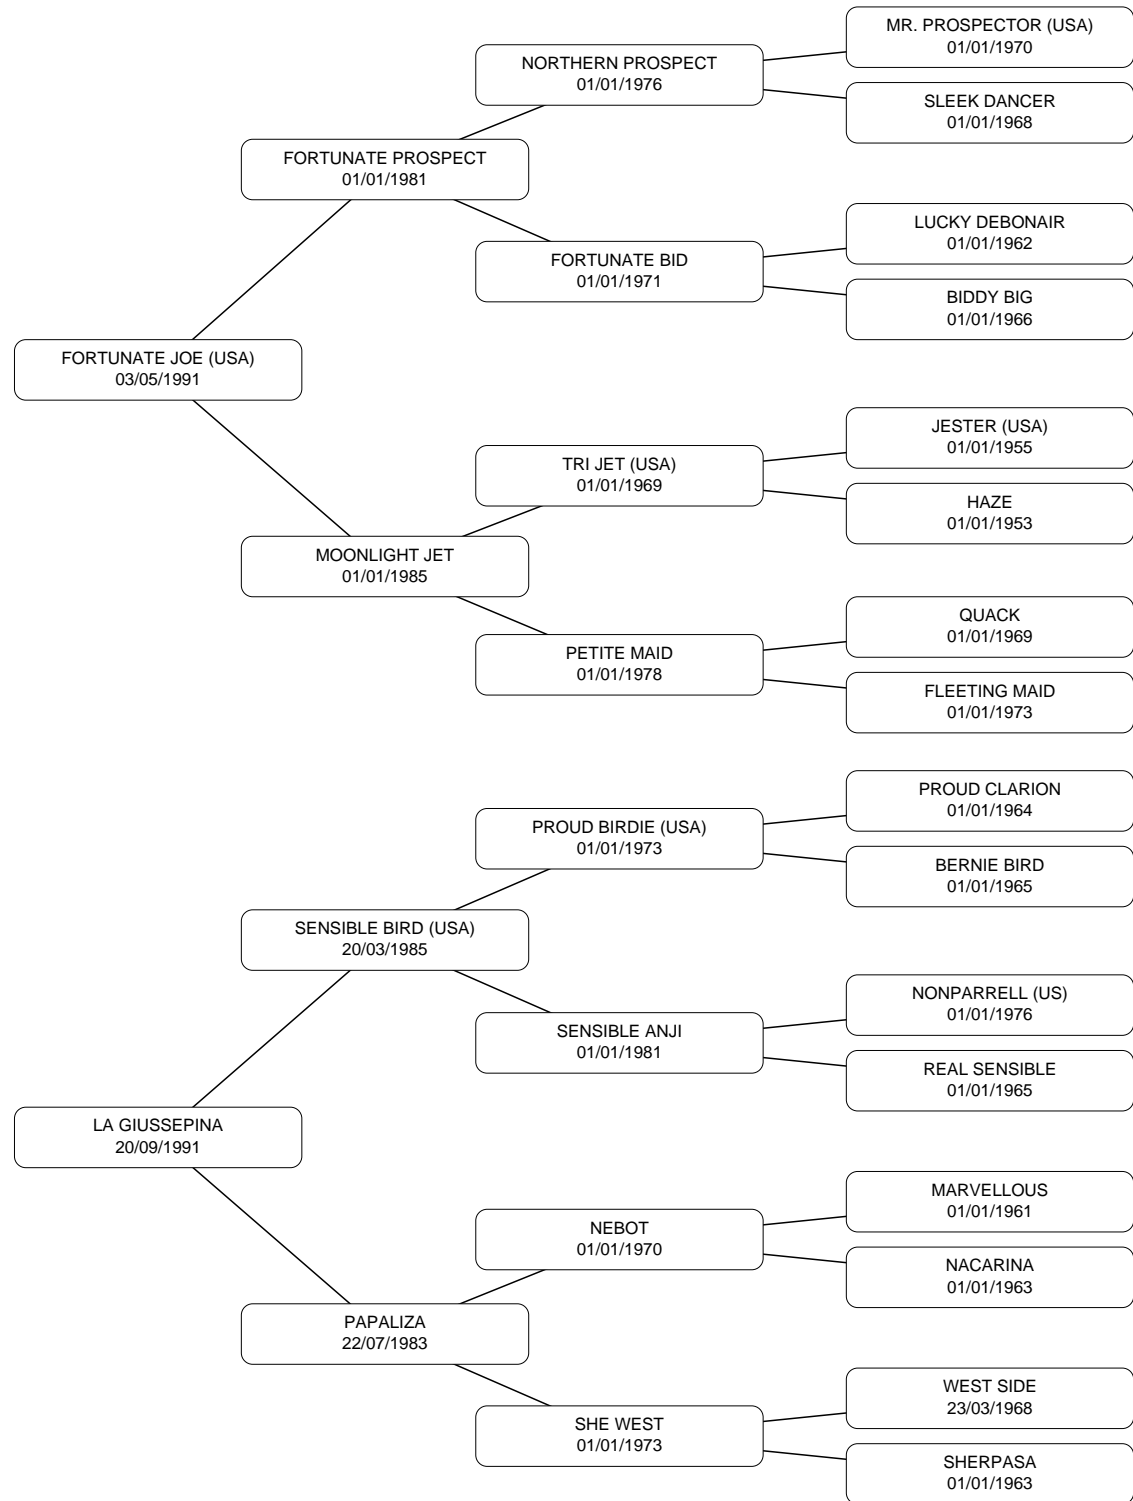 MR. PROSPECTOR (USA)
01/01/1970
NORTHERN PROSPECT
01/01/1976
SLEEK DANCER
01/01/1968
FORTUNATE PROSPECT
01/01/1981
LUCKY DEBONAIR
01/01/1962
FORTUNATE BID
01/01/1971
BIDDY BIG
01/01/1966
FORTUNATE JOE (USA)
03/05/1991
JESTER (USA)
01/01/1955
TRI JET (USA)
01/01/1969
HAZE
01/01/1953
MOONLIGHT JET
01/01/1985
QUACK
01/01/1969
PETITE MAID
01/01/1978
FLEETING MAID
01/01/1973
PROUD CLARION
01/01/1964
PROUD BIRDIE (USA)
01/01/1973
BERNIE BIRD
01/01/1965
SENSIBLE BIRD (USA)
20/03/1985
NONPARRELL (US)
01/01/1976
SENSIBLE ANJI
01/01/1981
REAL SENSIBLE
01/01/1965
LA GIUSSEPINA
20/09/1991
MARVELLOUS
01/01/1961
NEBOT
01/01/1970
NACARINA
01/01/1963
PAPALIZA
22/07/1983
WEST SIDE
23/03/1968
SHE WEST
01/01/1973
SHERPASA
01/01/1963